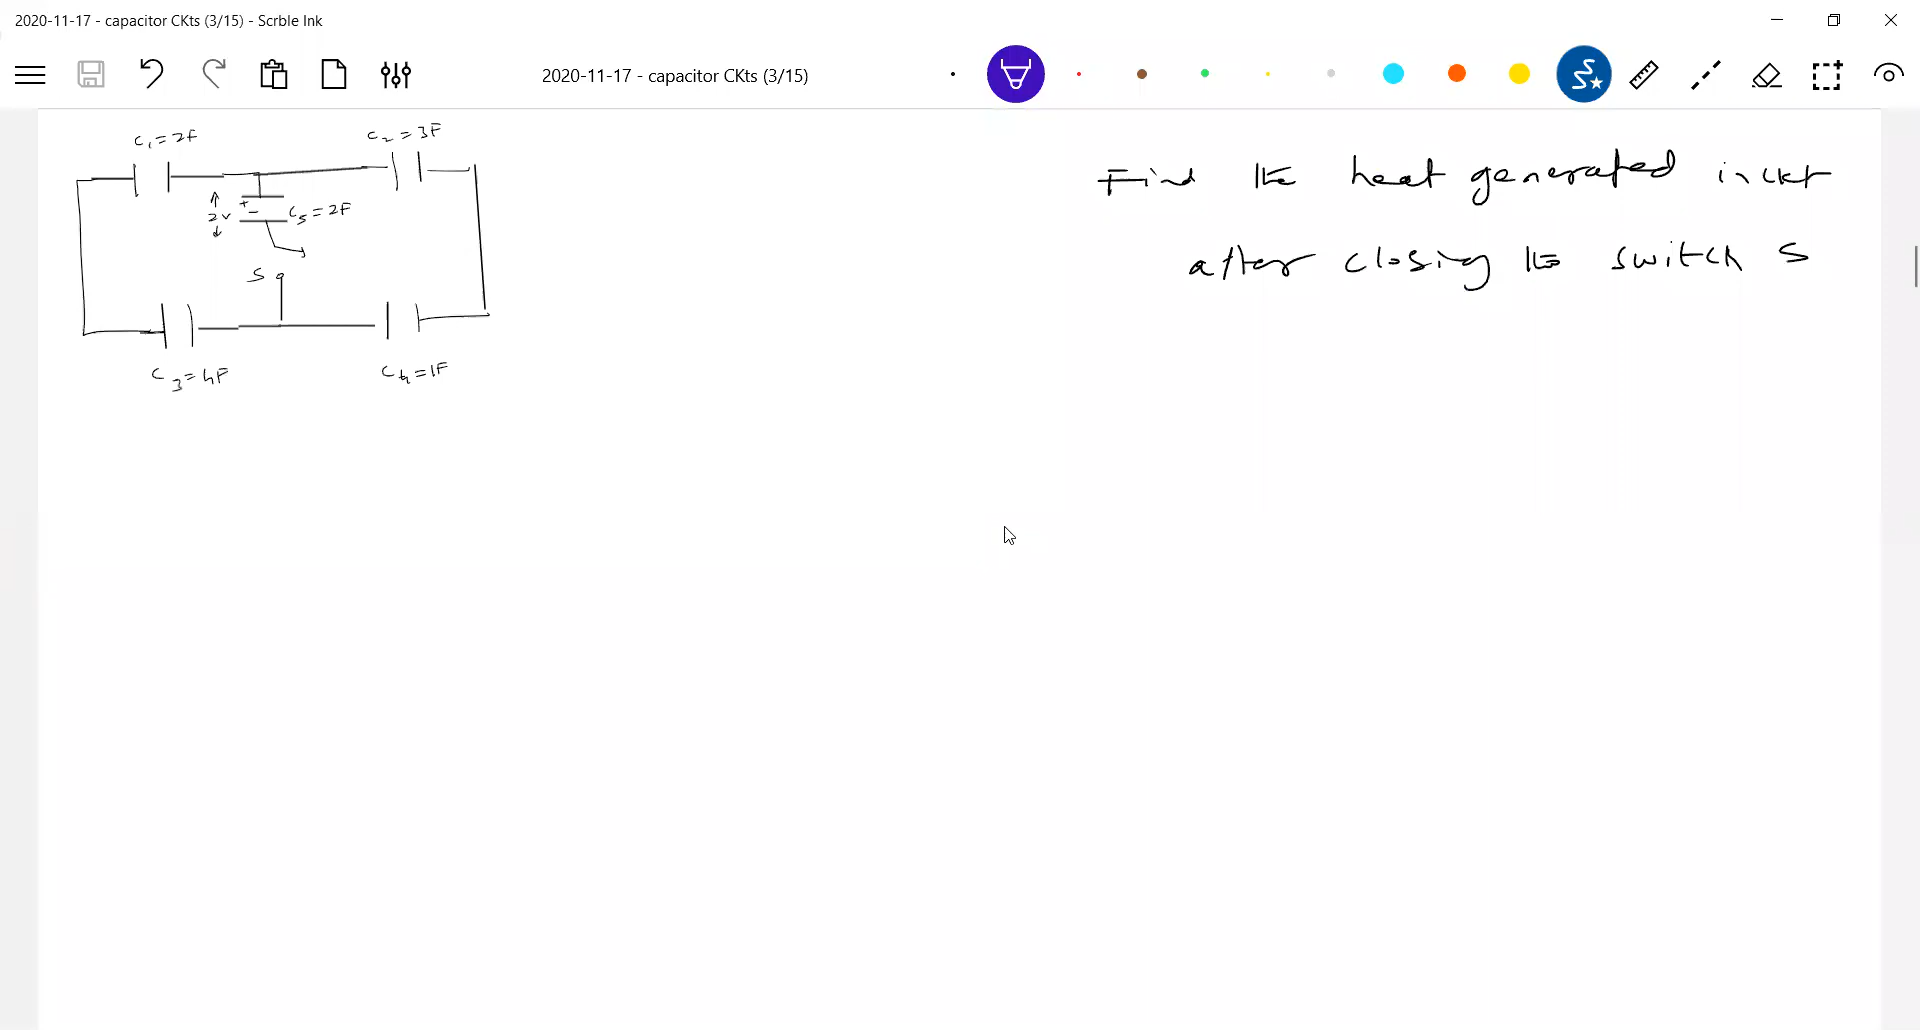 2020-11-17 - capacitor CKts (3/15) - Scrble Ink
2020-11-17 - capacitor CKts (3/15)
C₁ = 2F
C₂ = 3F
2v
+
-
C₅ = 2F
S
C₃ = 4F
C₄ = 1F
Find the heat generated in ckt
after closing the switch S